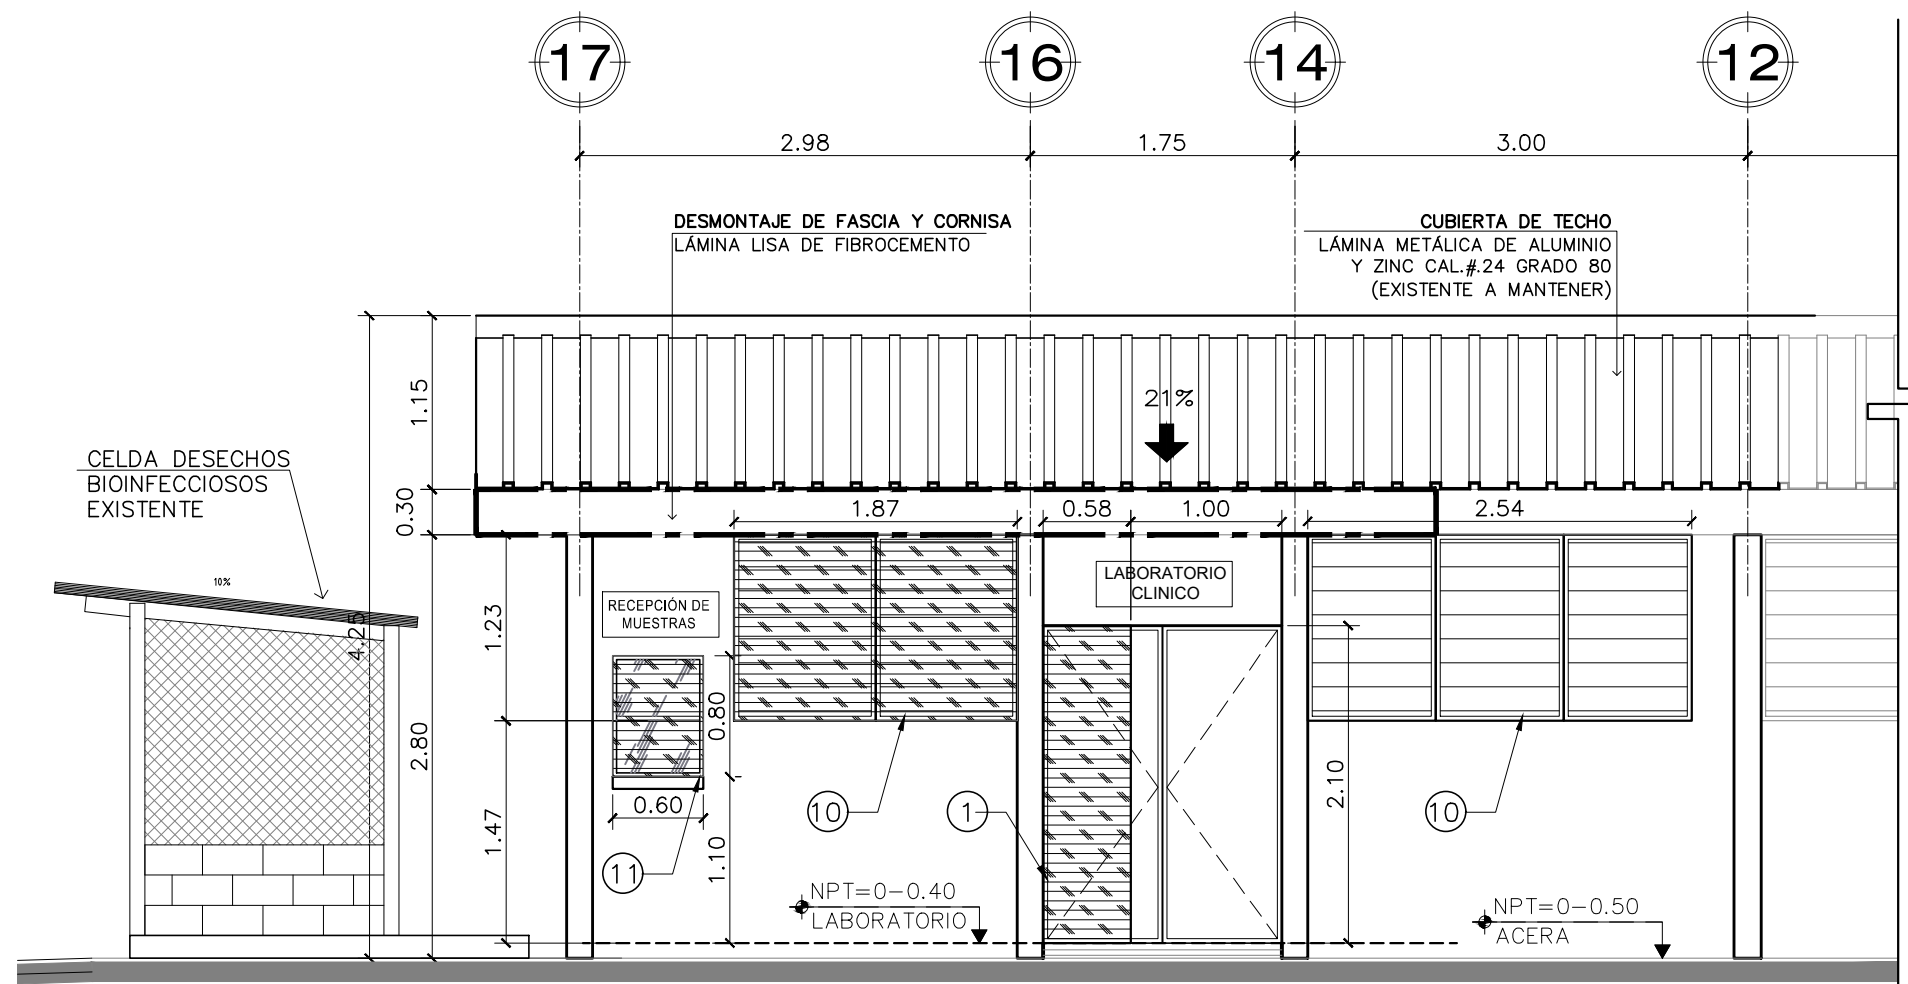 17
16
14
12
2.98
1.75
3.00
DESMONTAJE DE FASCIA Y CORNISA
LÁMINA LISA DE FIBROCEMENTO
CUBIERTA DE TECHO
LÁMINA METÁLICA DE ALUMINIO
Y ZINC CAL.#.24 GRADO 80
(EXISTENTE A MANTENER)
1.15
21%
CELDA DESECHOS
BIOINFECCIOSOS
EXISTENTE
0.30
1.87
0.58
1.00
2.54
10%
4.25
1.23
RECEPCIÓN DE
MUESTRAS
LABORATORIO
CLINICO
2.80
0.80
0.60
1.47
1.10
2.10
10
1
10
11
NPT=0-0.40
LABORATORIO
NPT=0-0.50
ACERA